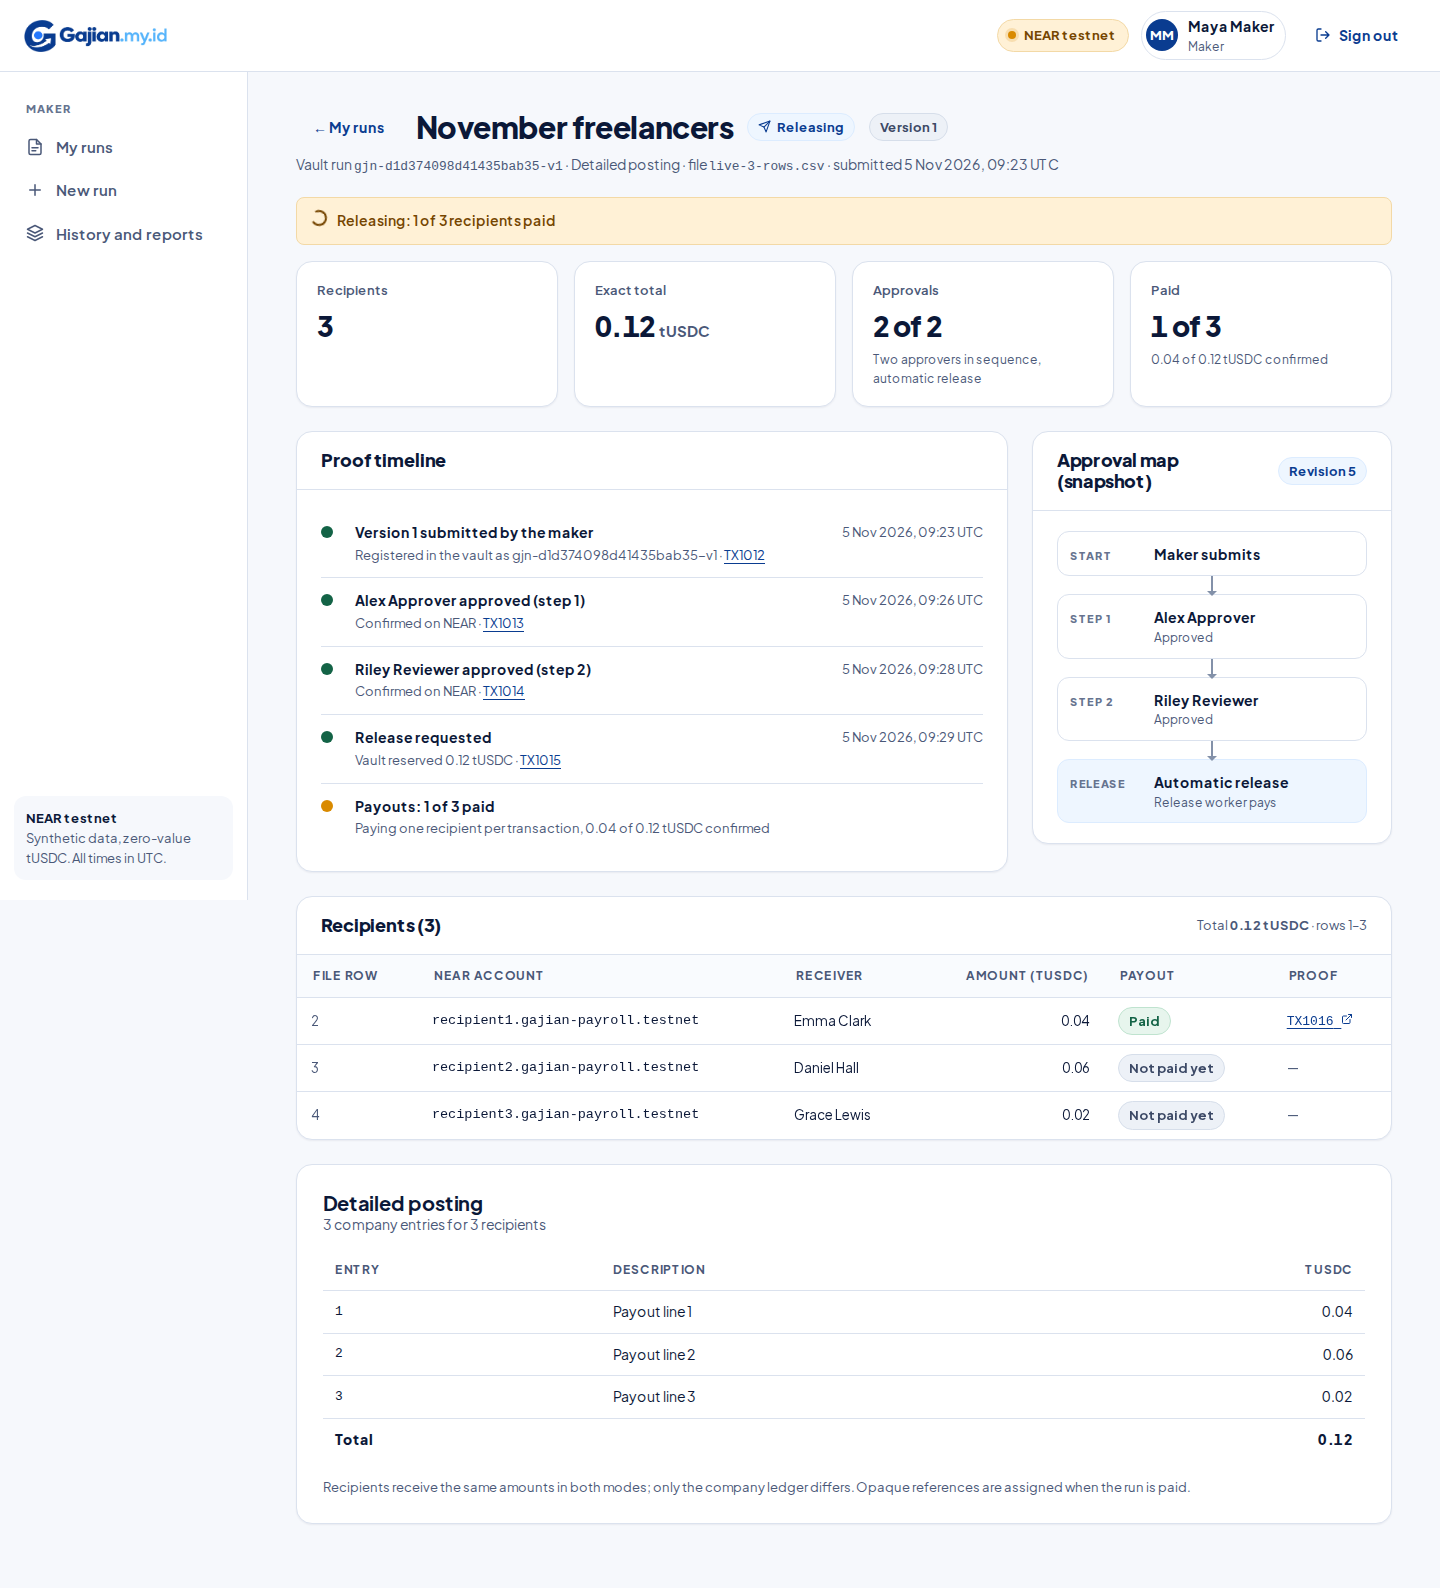 Gajian.my.id
NEAR testnet
MM
Maya Maker
Maker
Sign out
MAKER
My runs
New run
History and reports
NEAR testnet
Synthetic data, zero-value
tUSDC. All times in UTC.
← My runs
November freelancers
Releasing
Version 1
Vault run gjn-d1d374098d41435bab35-v1 · Detailed posting · file live-3-rows.csv · submitted 5 Nov 2026, 09:23 UTC
Releasing: 1 of 3 recipients paid
Recipients
3
Exact total
0.12 tUSDC
Approvals
2 of 2
Two approvers in sequence,
automatic release
Paid
1 of 3
0.04 of 0.12 tUSDC confirmed
Proof timeline
Version 1 submitted by the maker
5 Nov 2026, 09:23 UTC
Registered in the vault as gjn-d1d374098d41435bab35-v1 · TX1012
Alex Approver approved (step 1)
5 Nov 2026, 09:26 UTC
Confirmed on NEAR · TX1013
Riley Reviewer approved (step 2)
5 Nov 2026, 09:28 UTC
Confirmed on NEAR · TX1014
Release requested
5 Nov 2026, 09:29 UTC
Vault reserved 0.12 tUSDC · TX1015
Payouts: 1 of 3 paid
Paying one recipient per transaction, 0.04 of 0.12 tUSDC confirmed
Approval map
(snapshot)
Revision 5
START
Maker submits
STEP 1
Alex Approver
Approved
STEP 2
Riley Reviewer
Approved
RELEASE
Automatic release
Release worker pays
Recipients (3)
Total 0.12 tUSDC · rows 1–3
FILE ROW NEAR ACCOUNT RECEIVER AMOUNT (TUSDC) PAYOUT PROOF
2 recipient1.gajian-payroll.testnet Emma Clark 0.04 Paid TX1016
3 recipient2.gajian-payroll.testnet Daniel Hall 0.06 Not paid yet —
4 recipient3.gajian-payroll.testnet Grace Lewis 0.02 Not paid yet —
Detailed posting
3 company entries for 3 recipients
ENTRY DESCRIPTION TUSDC
1 Payout line 1 0.04
2 Payout line 2 0.06
3 Payout line 3 0.02
Total 0.12
Recipients receive the same amounts in both modes; only the company ledger differs. Opaque references are assigned when the run is paid.